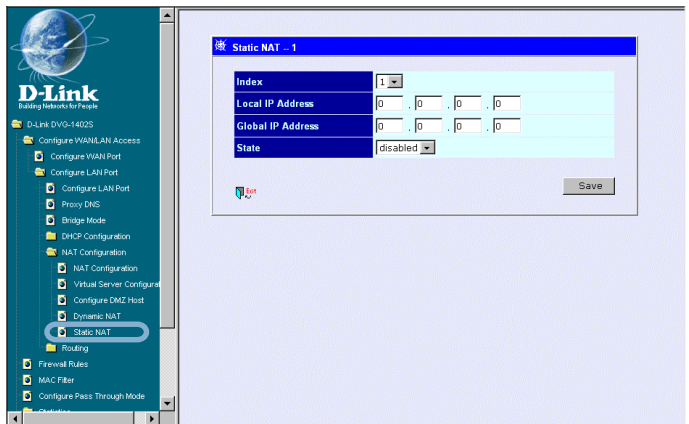 D-Link
Building Networks for People
D-Link DVG-1402S
Configure WAN/LAN Access
Configure WAN Port
Configure LAN Port
Configure LAN Port
Proxy DNS
Bridge Mode
DHCP Configuration
NAT Configuration
NAT Configuration
Virtual Server Configurat
Configure DMZ Host
Dynamic NAT
Static NAT
Routing
Firewall Rules
MAC Filter
Configure Pass Through Mode
Static NAT -- 1
Index 1
Local IP Address 0 . 0 . 0 . 0
Global IP Address 0 . 0 . 0 . 0
State disabled
Exit
Save